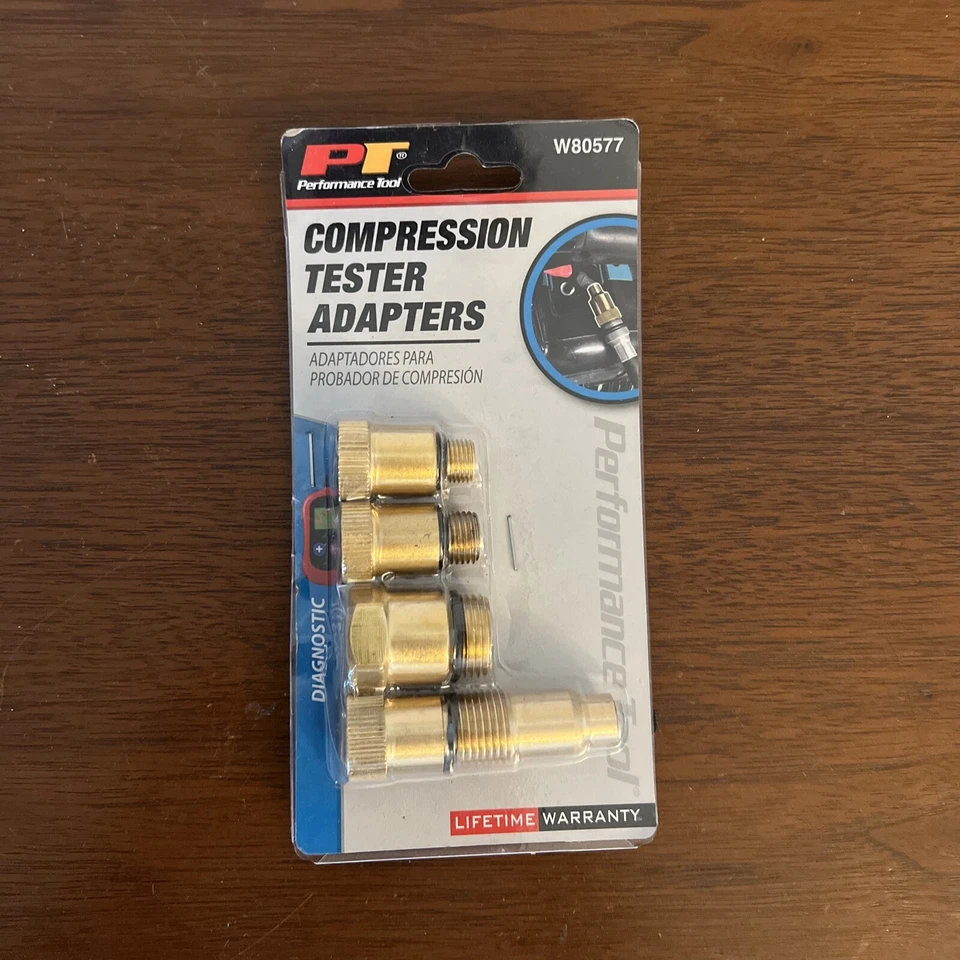 PT®
Performance Tool
W80577
COMPRESSION
TESTER
ADAPTERS
ADAPTADORES PARA
PROBADOR DE COMPRESIÓN
DIAGNOSTIC
Performance Tool
LIFETIME WARRANTY